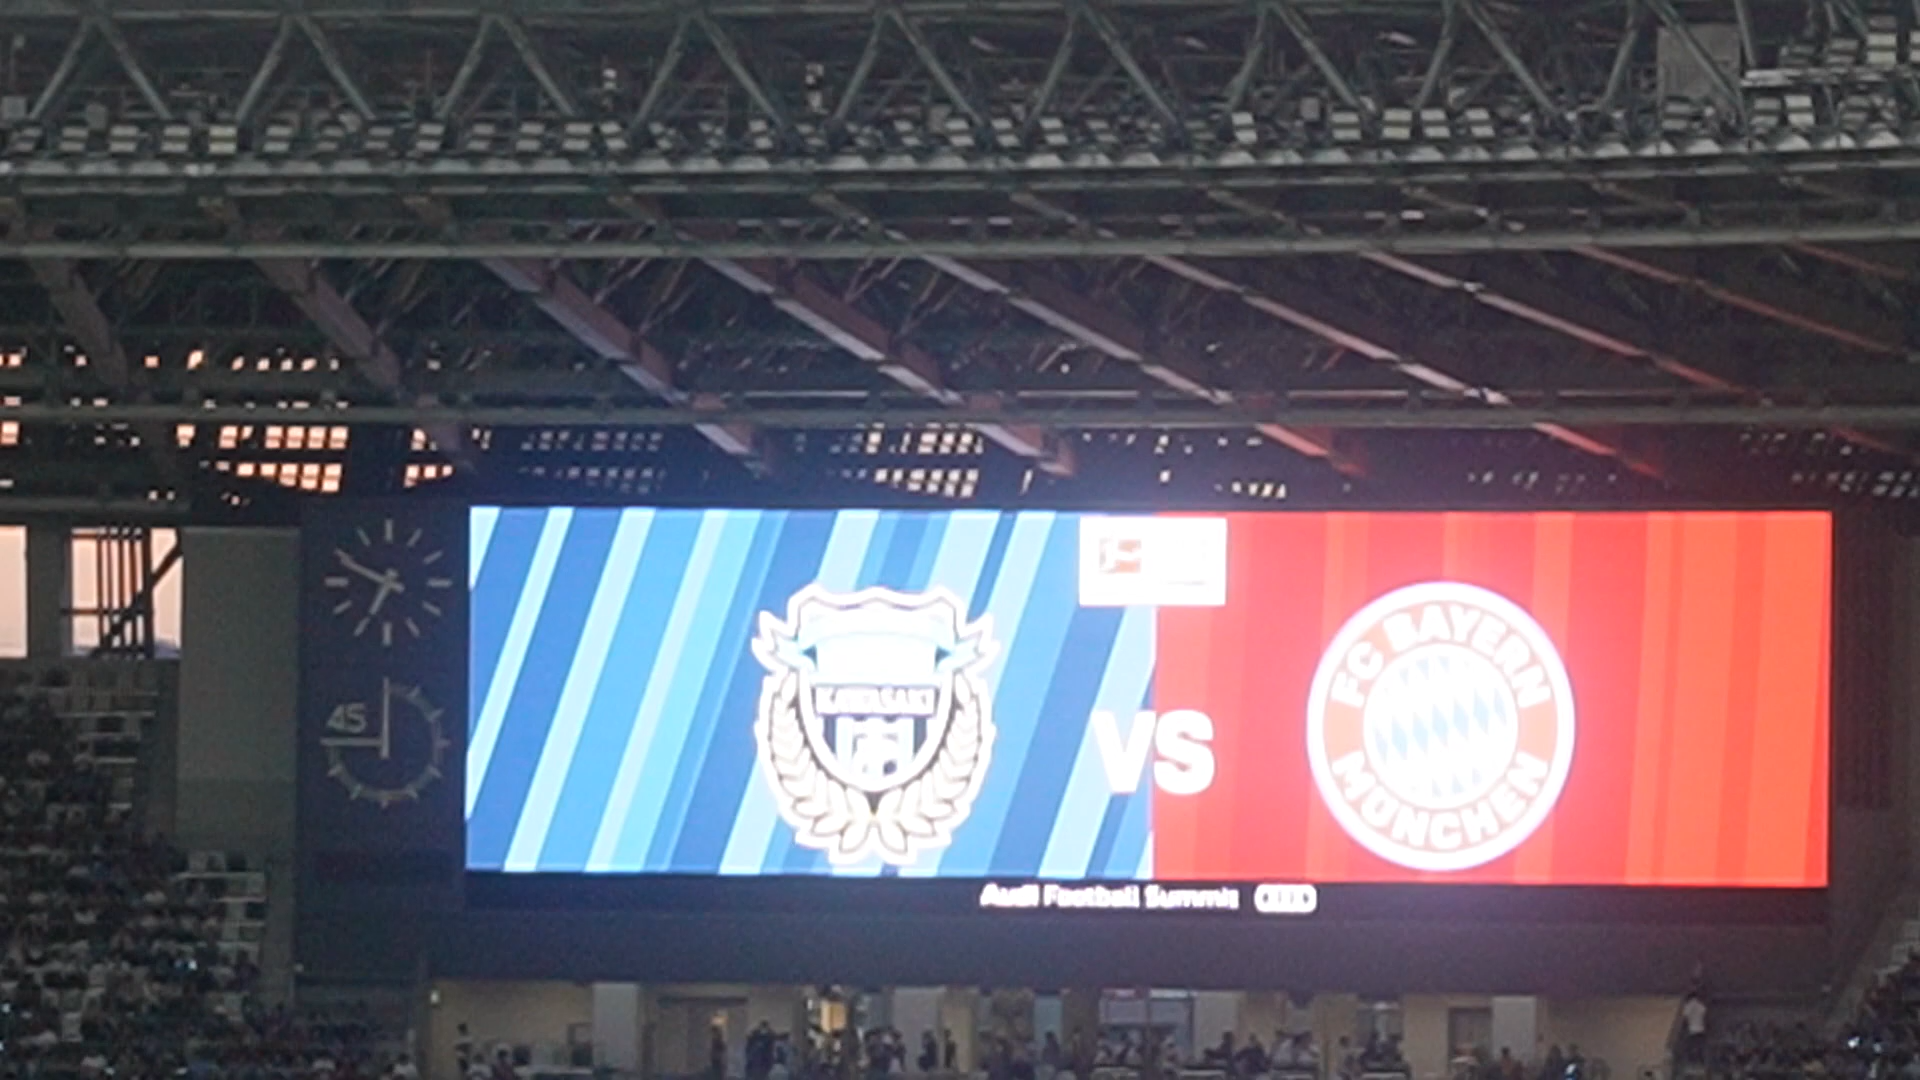 KAWASAKI
45
VS
FC BAYERN
MÜNCHEN
Audi Football Summit